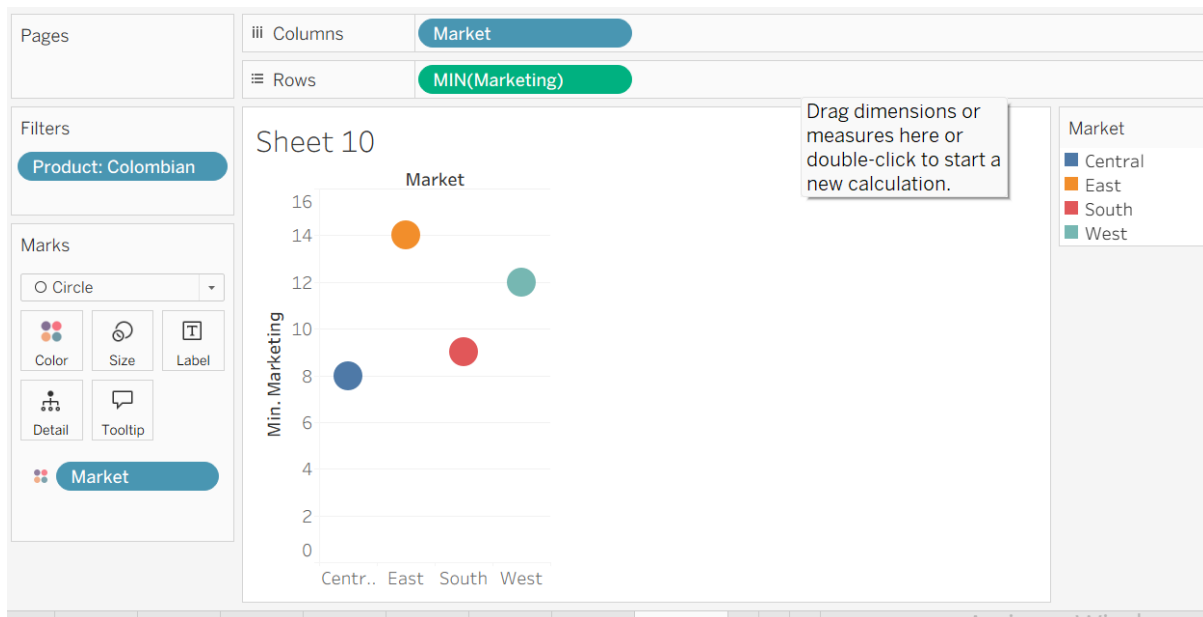 Pages
iii Columns
Market
Rows
MIN(Marketing)
Filters
Product: Colombian
Marks
Circle
Color
Size
T
Label
Detail
Tooltip
Market
Sheet 10
Market
Min. Marketing
16
14
12
10
8
6
4
2
0
Centr.. East South West
Drag dimensions or
measures here or
double-click to start a
new calculation.
Market
Central
East
South
West